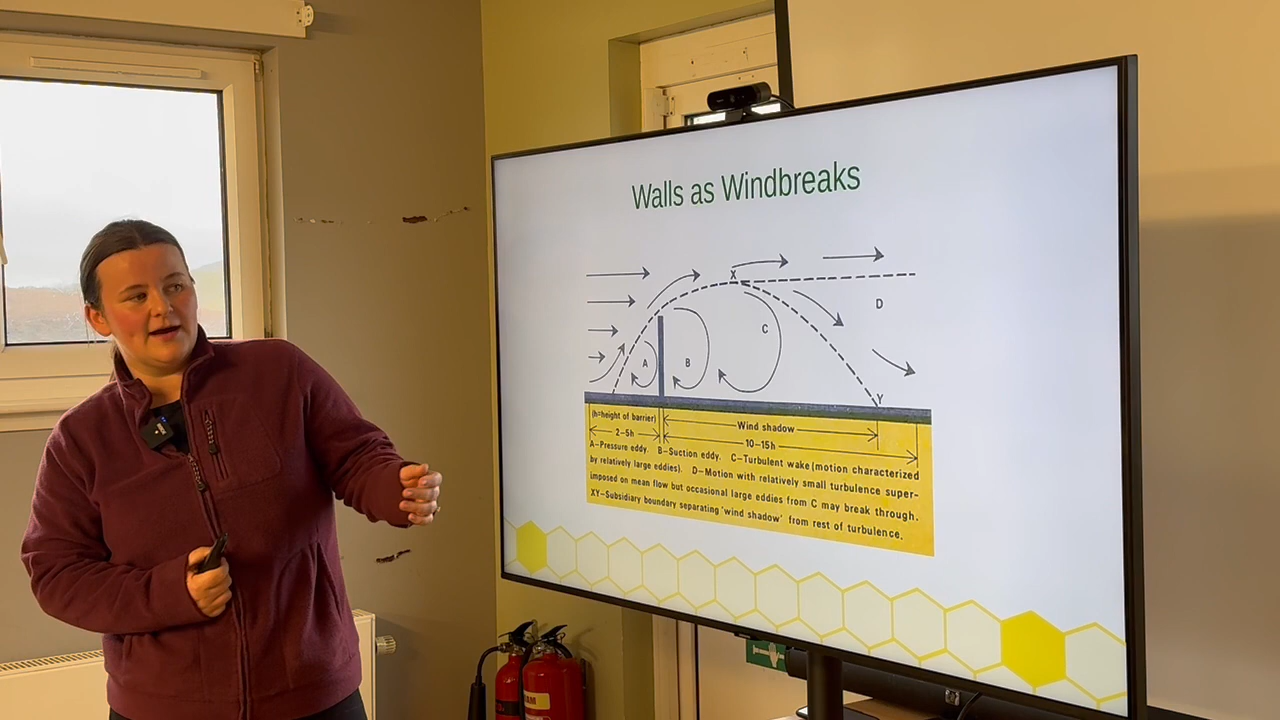 Walls as Windbreaks
X
D
C
A
B
Y
(h=height of barrier)
Wind shadow
2–5h
10–15h
A–Pressure eddy. B–Suction eddy. C–Turbulent wake (motion characterized
by relatively large eddies). D–Motion with relatively small turbulence super-
imposed on mean flow but occasional large eddies from C may break through.
XY–Subsidiary boundary separating 'wind shadow' from rest of turbulence.